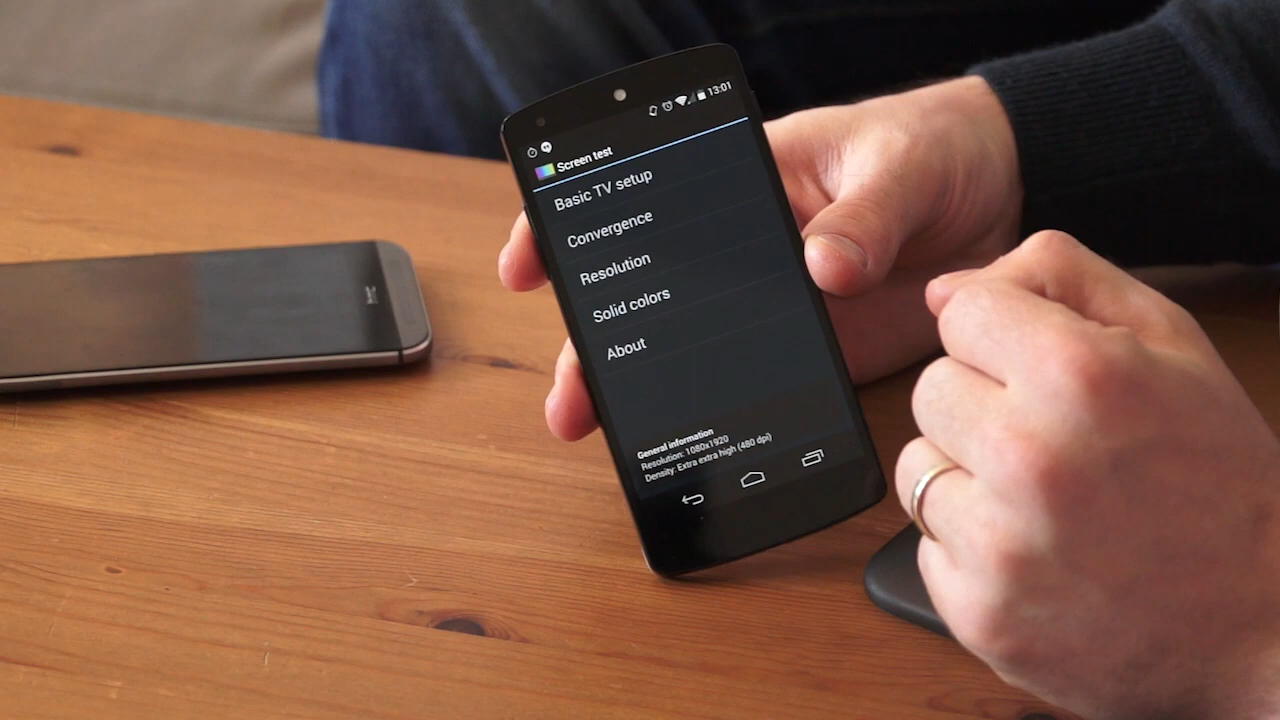 13:01
Screen test
Basic TV setup
Convergence
Resolution
Solid colors
About
General information
Resolution: 1080x1920
Density: Extra extra high (480 dpi)
hTC